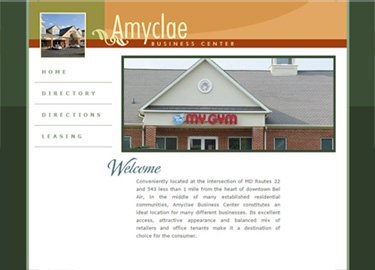 Amyclae
BUSINESS CENTER
HOME
DIRECTORY
DIRECTIONS
LEASING
MY GYM
Welcome
Conveniently located at the intersection of MD Routes 22
and 543 less than 1 mile from the heart of downtown Bel
Air, in the middle of many established residential
communities, Amyclae Business Center constitutes an
ideal location for many different businesses. Its excellent
access, attractive appearance and balanced mix of
retailers and office tenants make it a destination of
choice for the consumer.